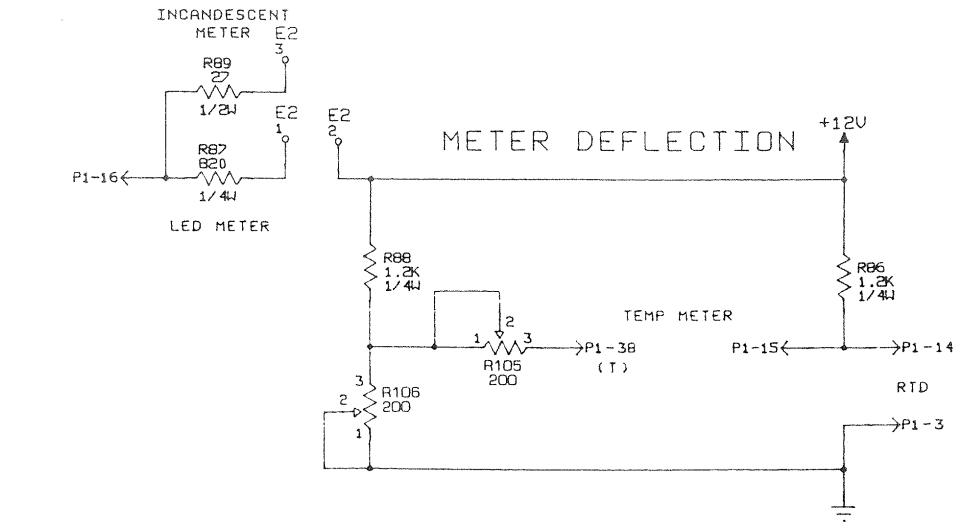 INCANDESCENT
METER E2
3
R89
27
1/2W
E2
1
E2
2
METER DEFLECTION
+12V
R87
820
P1-16
1/4W
LED METER
R88
1.2K
1/4W
R86
1.2K
1/4W
TEMP METER
2
1 3
P1-38
(T)
P1-15
P1-14
R105
200
RTD
3
R106
200
2
1
P1-3